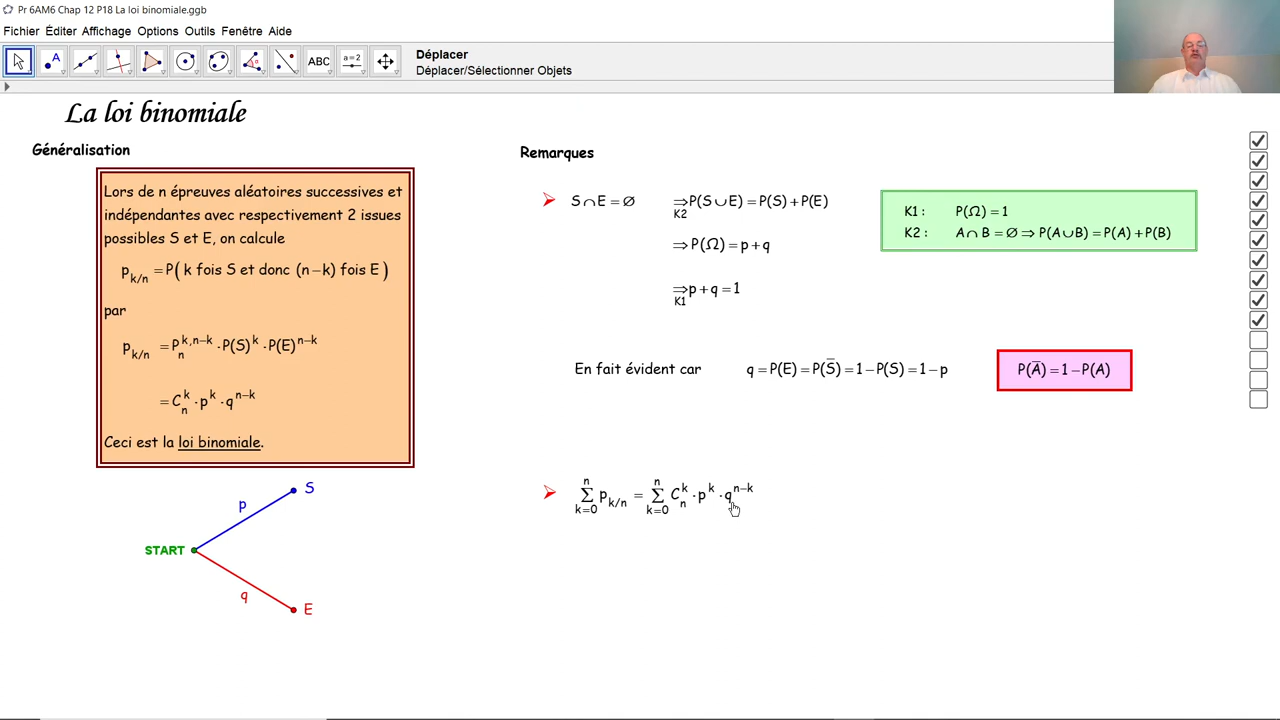 Pr 6AM6 Chap 12 P18 La loi binomiale.ggb
Fichier Éditer Affichage Options Outils Fenêtre Aide
A ABC a=2
Déplacer
Déplacer/Sélectionner Objets
La loi binomiale
Généralisation
Lors de n épreuves aléatoires successives et
indépendantes avec respectivement 2 issues
possibles S et E, on calcule
p_{k/n} = P( k fois S et donc (n−k) fois E )
par
p_{k/n} = P_n^{k,n−k} · P(S)^k · P(E)^{n−k}
= C_n^k · p^k · q^{n−k}
Ceci est la loi binomiale.
START p S
q E
Remarques
S ∩ E = ∅ ⇒_{K2} P(S ∪ E) = P(S) + P(E)
⇒ P(Ω) = p + q
⇒_{K1} p + q = 1
K1 : P(Ω) = 1
K2 : A ∩ B = ∅ ⇒ P(A ∪ B) = P(A) + P(B)
En fait évident car q = P(E) = P(S̅) = 1 − P(S) = 1 − p
P(A̅) = 1 − P(A)
∑_{k=0}^{n} p_{k/n} = ∑_{k=0}^{n} C_n^k · p^k · q^{n−k}